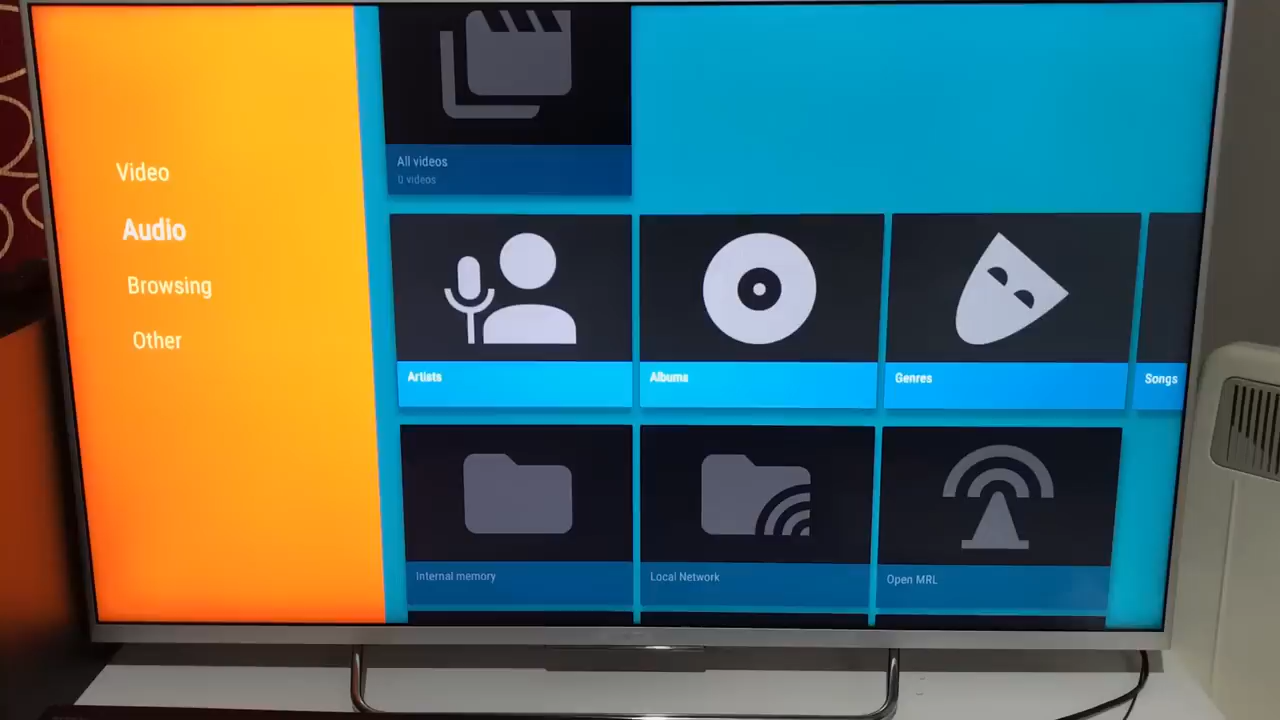 Video
Audio
Browsing
Other
All videos
0 videos
Artists
Albums
Genres
Songs
Internal memory
Local Network
Open MRL